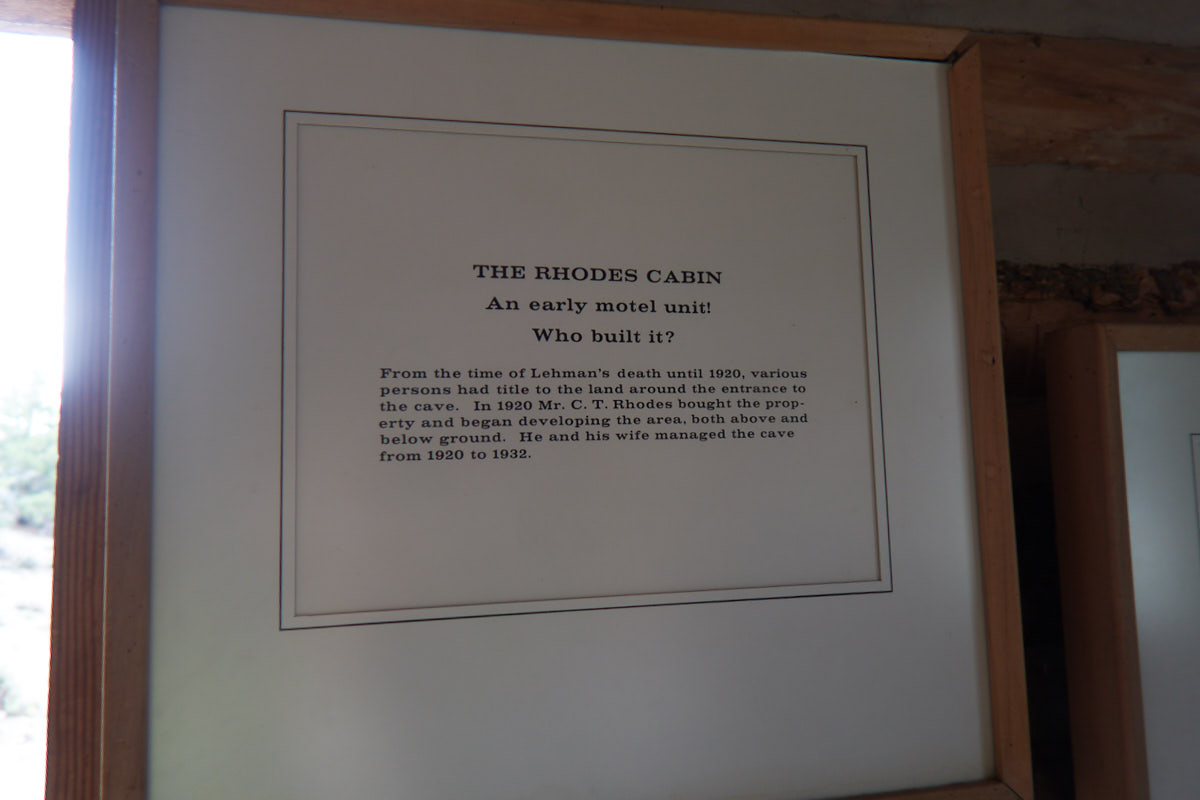 THE RHODES CABIN
An early motel unit!
Who built it?
From the time of Lehman's death until 1920, various
persons had title to the land around the entrance to
the cave. In 1920 Mr. C. T. Rhodes bought the prop-
erty and began developing the area, both above and
below ground. He and his wife managed the cave
from 1920 to 1932.